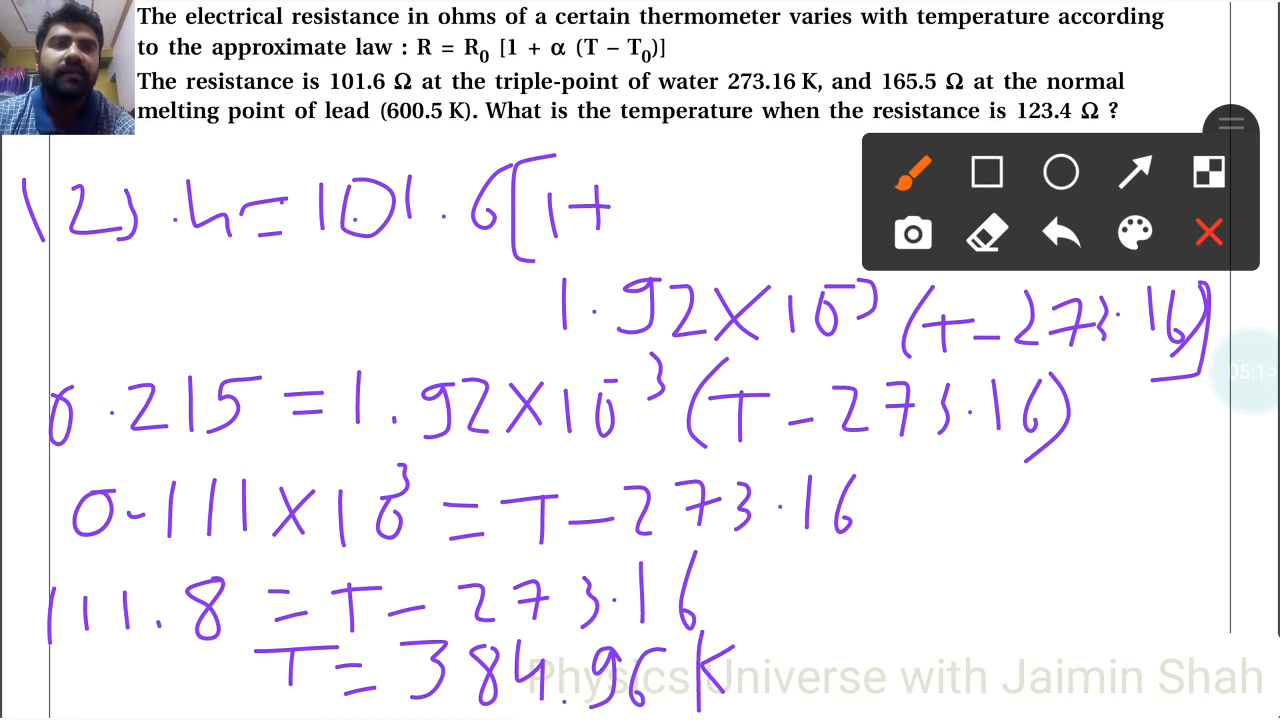 The electrical resistance in ohms of a certain thermometer varies with temperature according
to the approximate law : R = R₀ [1 + α (T – T₀)]
The resistance is 101.6 Ω at the triple-point of water 273.16 K, and 165.5 Ω at the normal
melting point of lead (600.5 K). What is the temperature when the resistance is 123.4 Ω ?
123.4 = 101.6 [1 +
1.92 × 10⁻³ (T – 273.16)]
0.215 = 1.92 × 10⁻³ (T – 273.16)
0.111 × 10³ = T – 273.16
111.8 = T – 273.16
T = 384.96 K
Physics Universe with Jaimin Shah